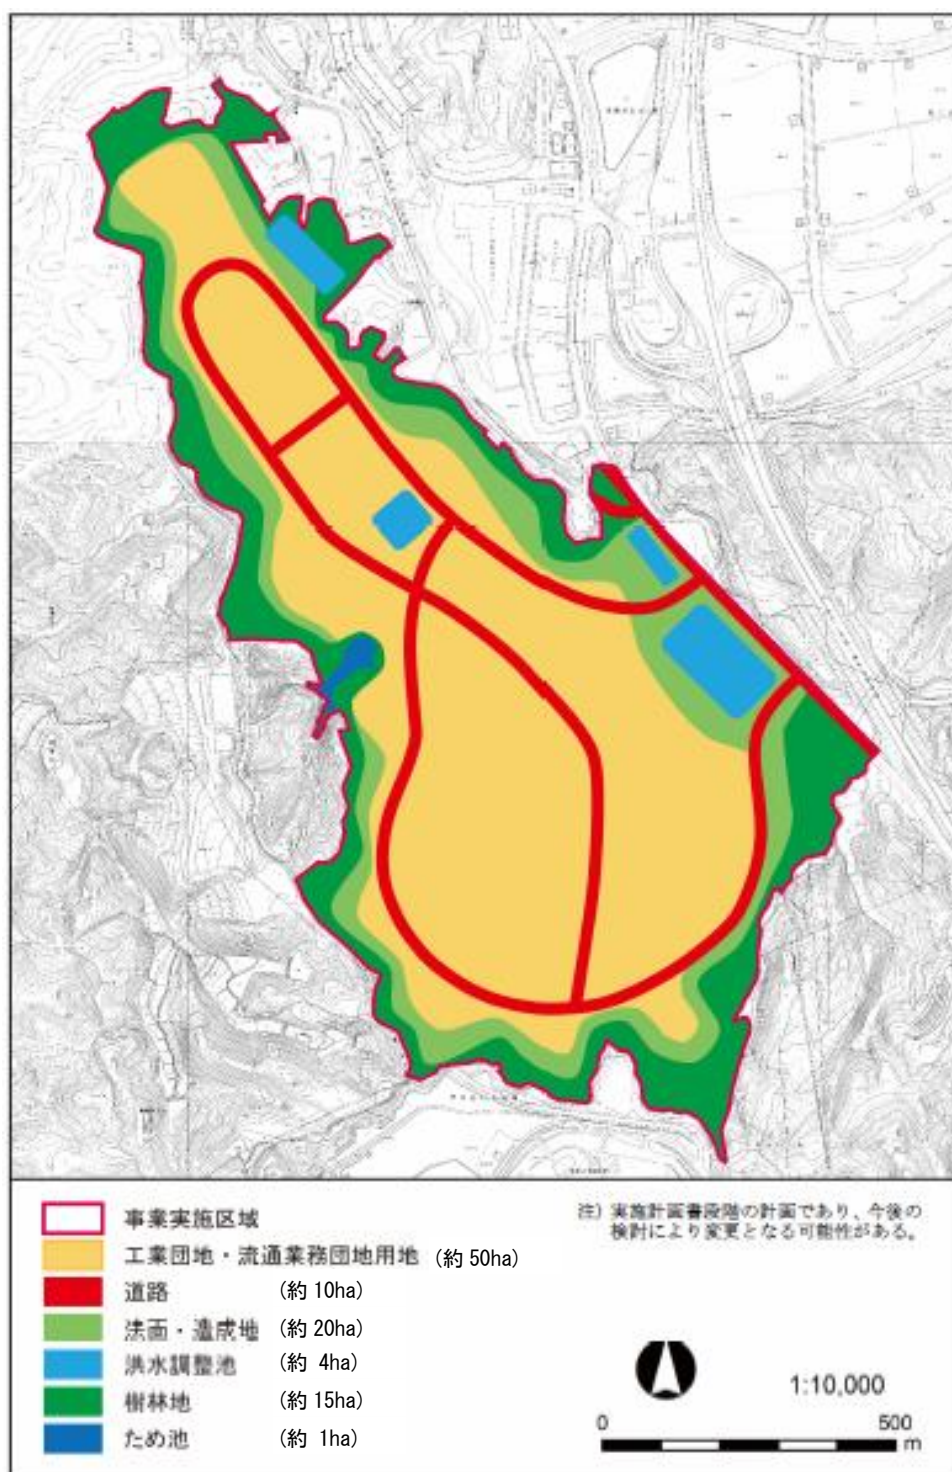 事業実施区域
工業団地・流通業務団地用地 (約 50ha)
道路 (約 10ha)
法面・造成地 (約 20ha)
洪水調整池 (約 4ha)
樹林地 (約 15ha)
ため池 (約 1ha)
注) 実施計画書段階の計画であり、今後の
検討により変更となる可能性がある。
1:10,000
0 500
m